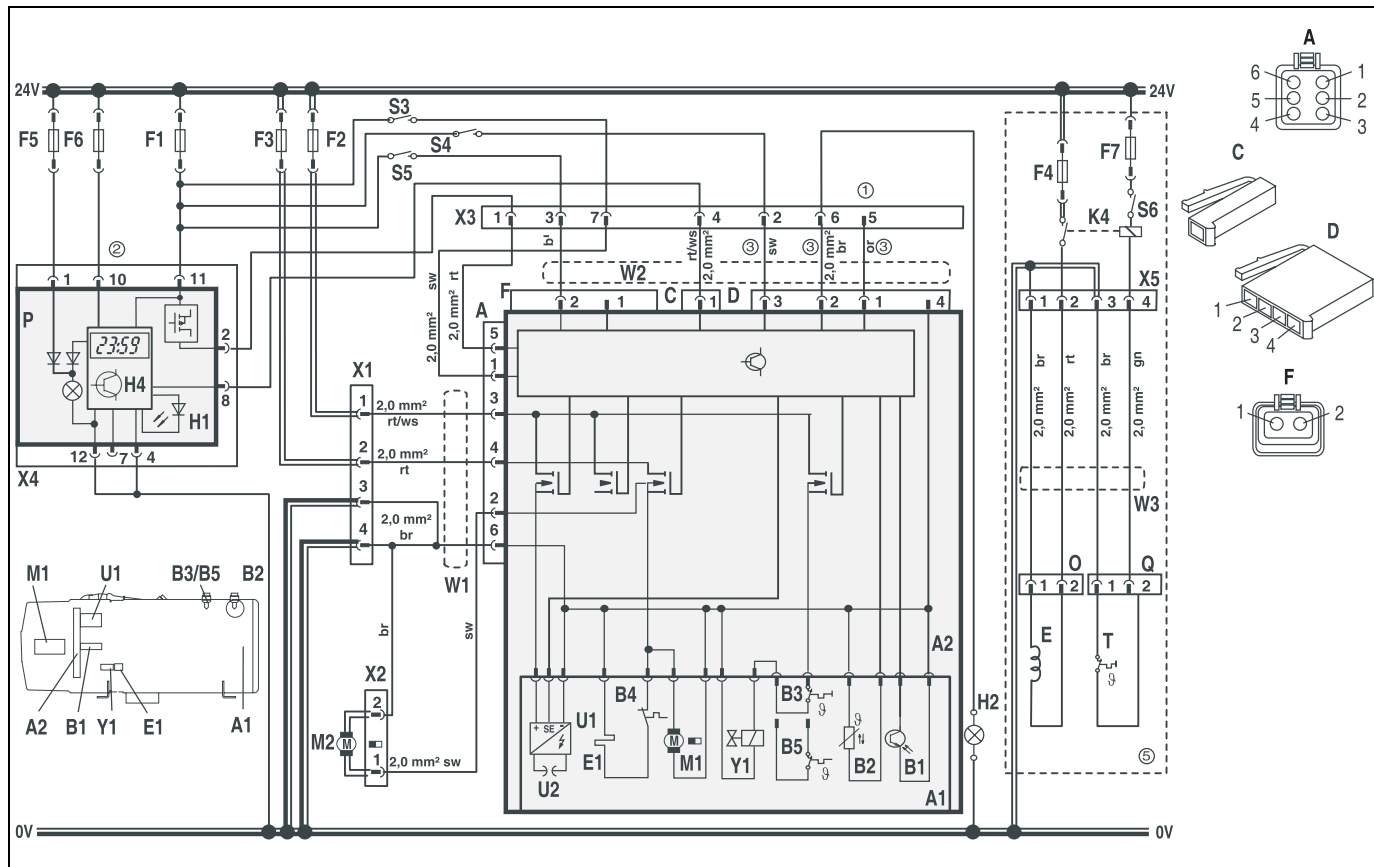 A
6 1
5 2
4 3
24V 24V
F5 F6 F1 F3 F2
S3
S4
S5
F4 F7
K4 S6
C
D
1
2
3
4
F
1 2
①
X3 1 3 7 4 2 6 5
②
1 10 11
P
23:59
H4
H1
2
8
12 7 4
X4
sw
2,0 mm²
rt
2,0 mm²
rt/ws
2,0 mm²
③ sw
③ 2,0 mm²
br
or ③
W2
F 2 1 C 1 D 3 2 1 4
A
5
1
3
4
2
6
X1
1 2,0 mm²
rt/ws
2 2,0 mm²
rt
3
4 2,0 mm²
br
W1
br
sw
X2
2
1
M2 M
2,0 mm² sw
X5
1 2 3 4
2,0 mm² br
2,0 mm² rt
2,0 mm² br
2,0 mm² gn
W3
O Q
1 2 1 2
E T
ϑ
⑤
A2
+ SE -
U1
U2
E1
B4
M
M1
Y1
B3
ϑ
B5
ϑ
ϑ
B2
B1
A1
H2
M1 U1 B3/B5 B2
A2 B1 Y1 E1 A1
0V 0V